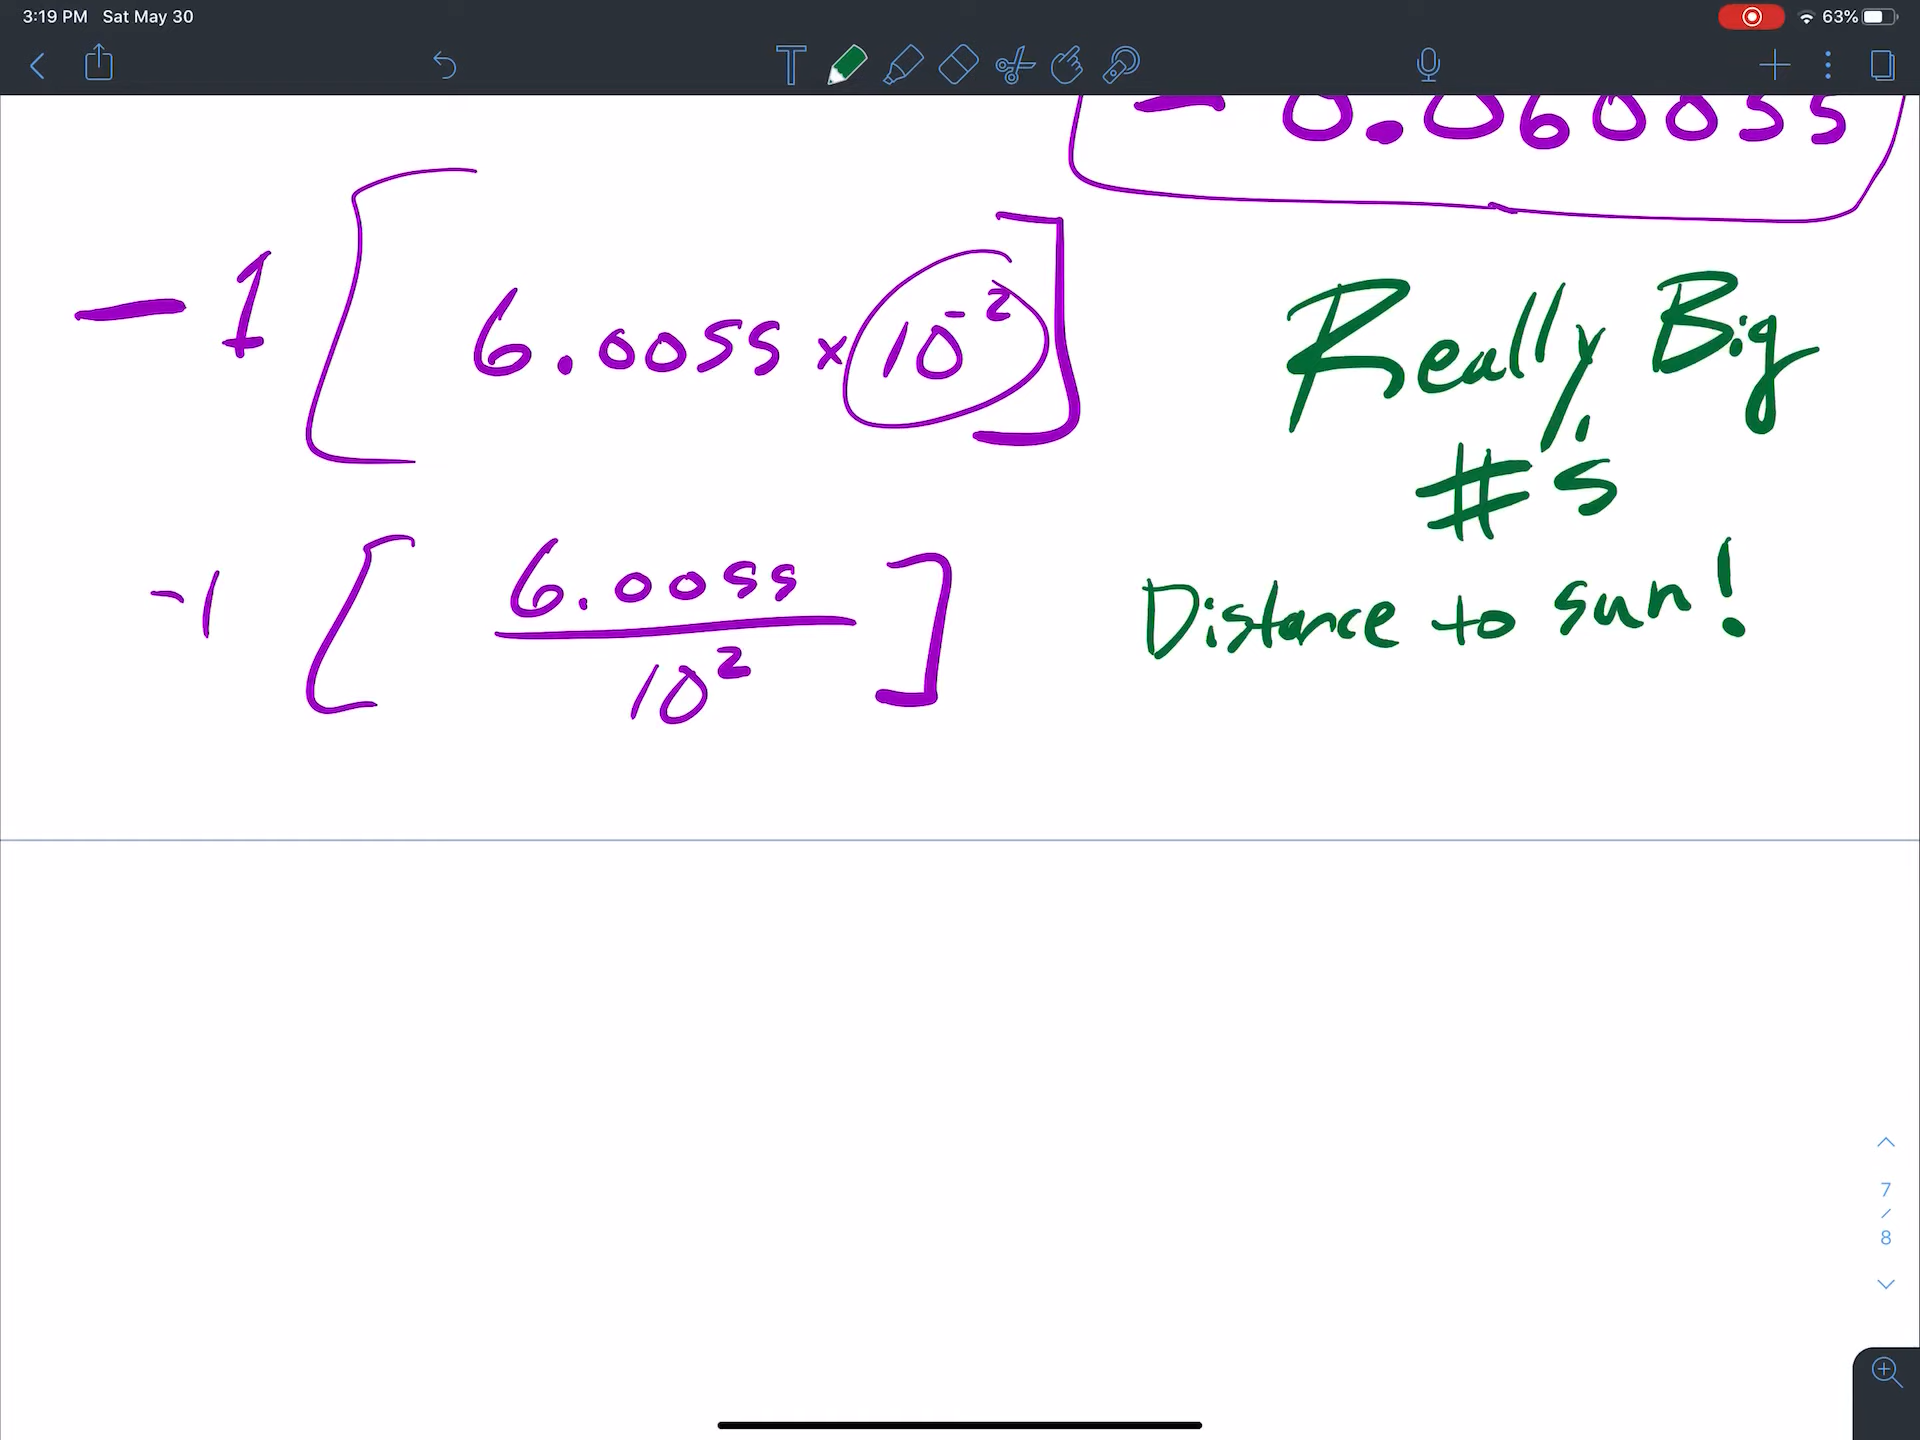 3:19 PM Sat May 30
63%
T
- 0.060055
-1 [ 6.0055 x 10⁻² ]
Really Big
#'s
-1 [ 6.0055 / 10² ]
Distance to sun!
7
/
8